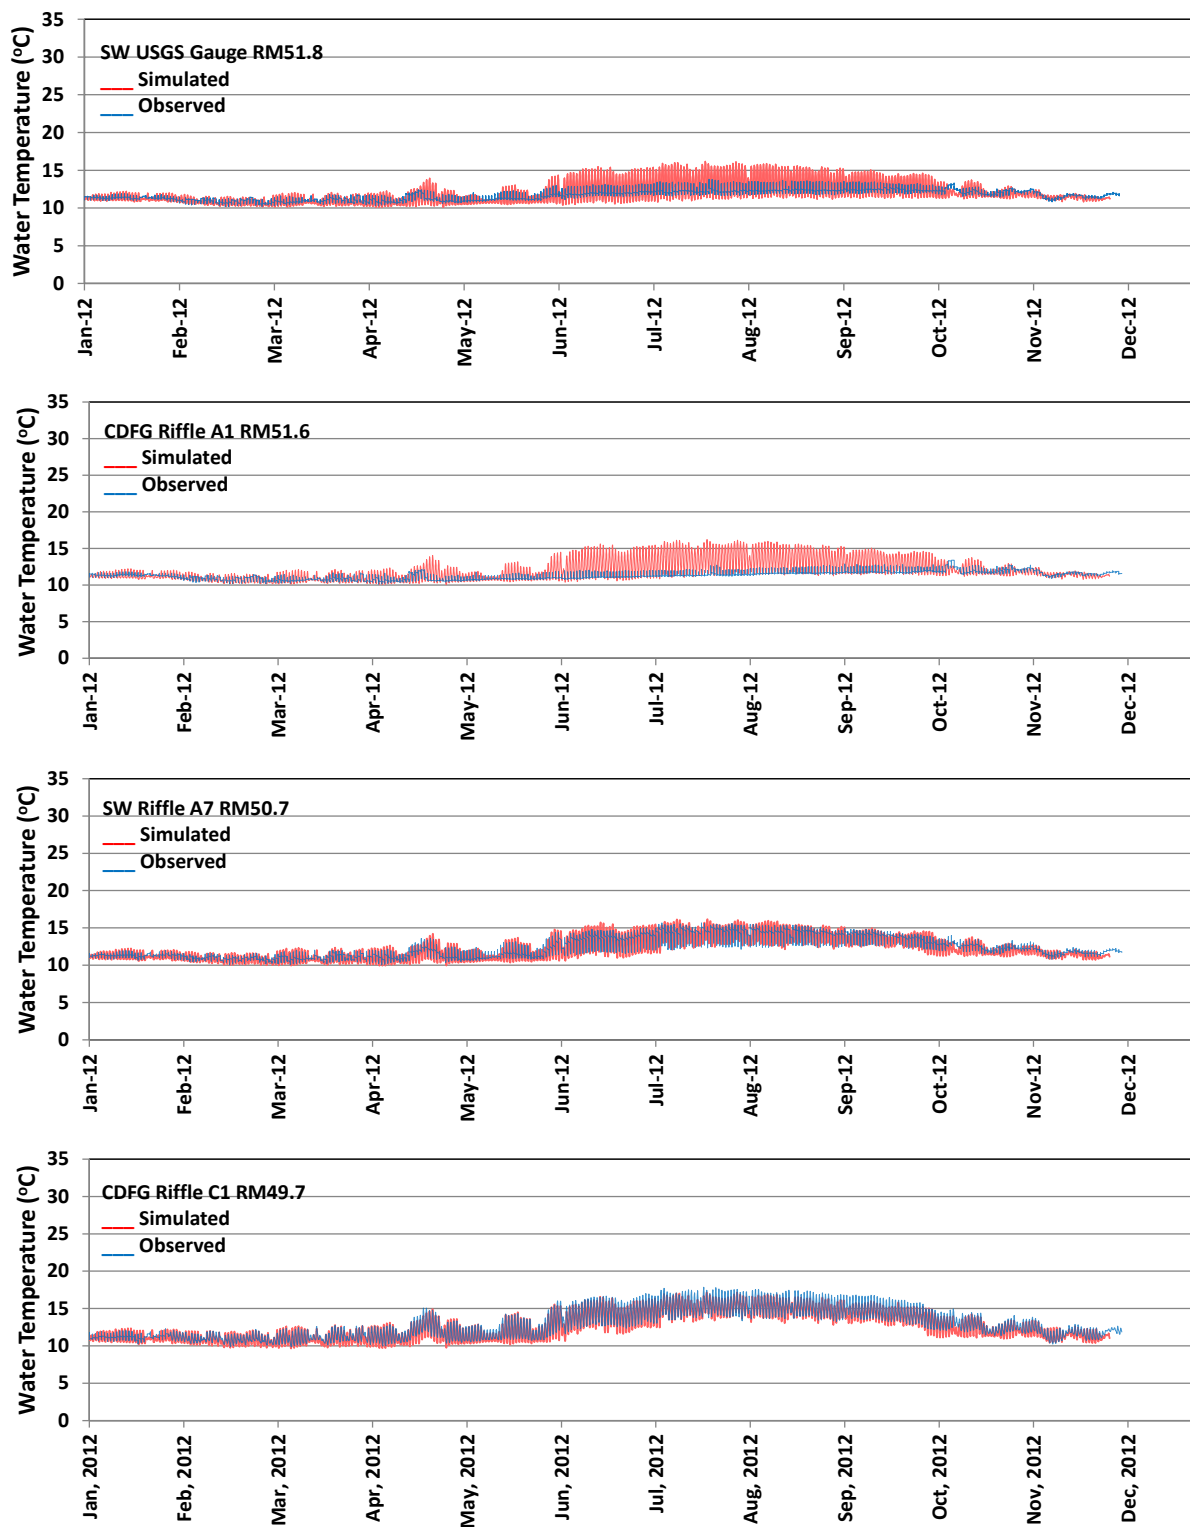 35
30
25
20
15
10
5
0
Water Temperature (ºC)
SW USGS Gauge RM51.8
Simulated
Observed
Jan-12
Feb-12
Mar-12
Apr-12
May-12
Jun-12
Jul-12
Aug-12
Sep-12
Oct-12
Nov-12
Dec-12
35
30
25
20
15
10
5
0
Water Temperature (ºC)
CDFG Riffle A1 RM51.6
Simulated
Observed
Jan-12
Feb-12
Mar-12
Apr-12
May-12
Jun-12
Jul-12
Aug-12
Sep-12
Oct-12
Nov-12
Dec-12
35
30
25
20
15
10
5
0
Water Temperature (ºC)
SW Riffle A7 RM50.7
Simulated
Observed
Jan-12
Feb-12
Mar-12
Apr-12
May-12
Jun-12
Jul-12
Aug-12
Sep-12
Oct-12
Nov-12
Dec-12
35
30
25
20
15
10
5
0
Water Temperature (ºC)
CDFG Riffle C1 RM49.7
Simulated
Observed
Jan, 2012
Feb, 2012
Mar, 2012
Apr, 2012
May, 2012
Jun, 2012
Jul, 2012
Aug, 2012
Sep, 2012
Oct, 2012
Nov, 2012
Dec, 2012